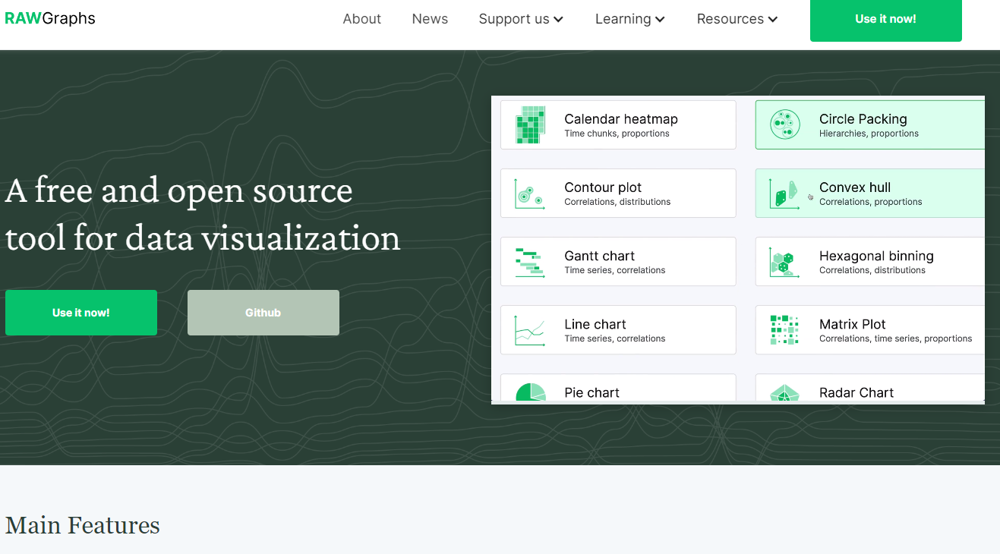 RAWGraphs
About
News
Support us
Learning
Resources
Use it now!
A free and open source
tool for data visualization
Use it now!
Github
Calendar heatmap
Time chunks, proportions
Circle Packing
Hierarchies, proportions
Contour plot
Correlations, distributions
Convex hull
Correlations, proportions
Gantt chart
Time series, correlations
Hexagonal binning
Correlations, distributions
Line chart
Time series, correlations
Matrix Plot
Correlations, time series, proportions
Pie chart
Radar Chart
Main Features